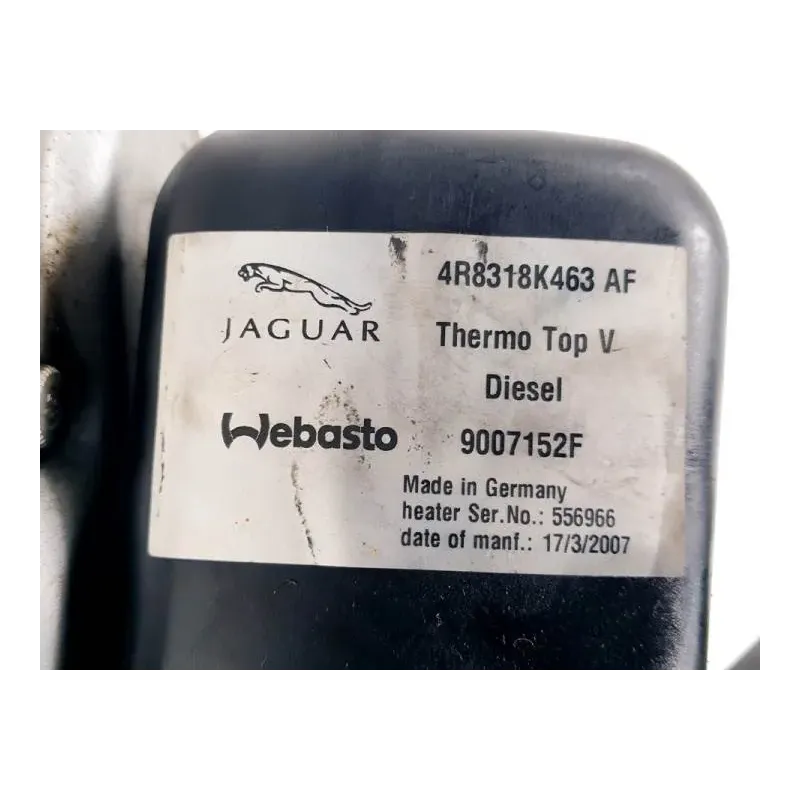 4R8318K463 AF
JAGUAR
Thermo Top V
Diesel
Webasto
9007152F
Made in Germany
heater Ser.No.: 556966
date of manf.: 17/3/2007